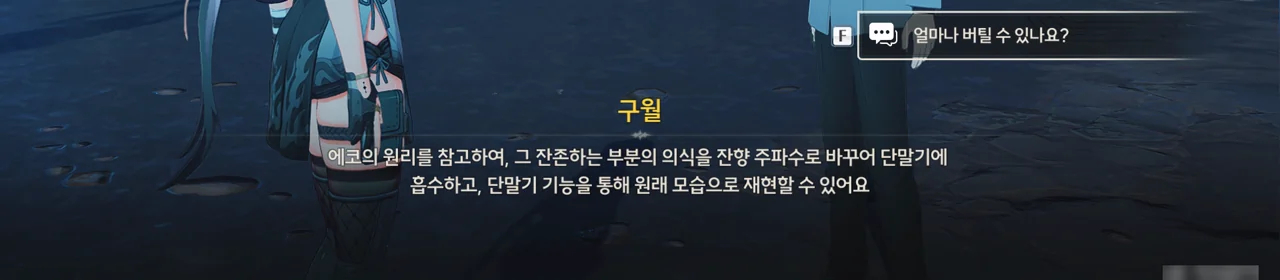 F 얼마나 버틸 수 있나요?
구월
에코의 원리를 참고하여, 그 잔존하는 부분의 의식을 잔향 주파수로 바꾸어 단말기에
흡수하고, 단말기 기능을 통해 원래 모습으로 재현할 수 있어요